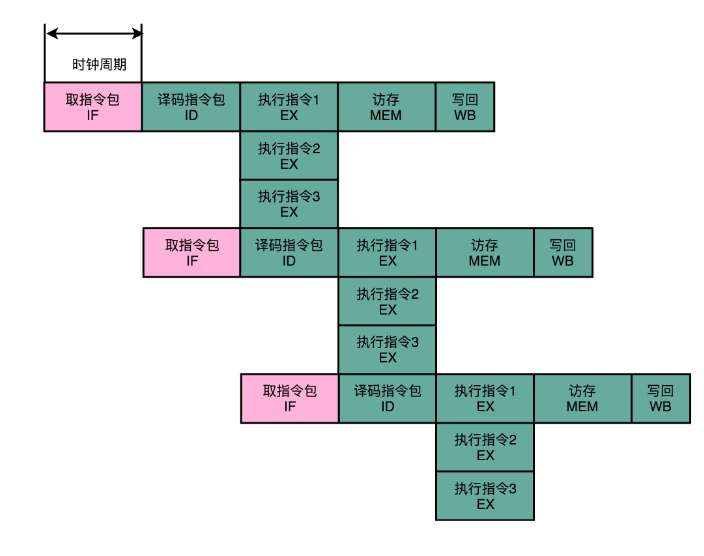 时钟周期
取指令包
IF
译码指令包
ID
执行指令1
EX
访存
MEM
写回
WB
执行指令2
EX
执行指令3
EX
取指令包
IF
译码指令包
ID
执行指令1
EX
访存
MEM
写回
WB
执行指令2
EX
执行指令3
EX
取指令包
IF
译码指令包
ID
执行指令1
EX
访存
MEM
写回
WB
执行指令2
EX
执行指令3
EX